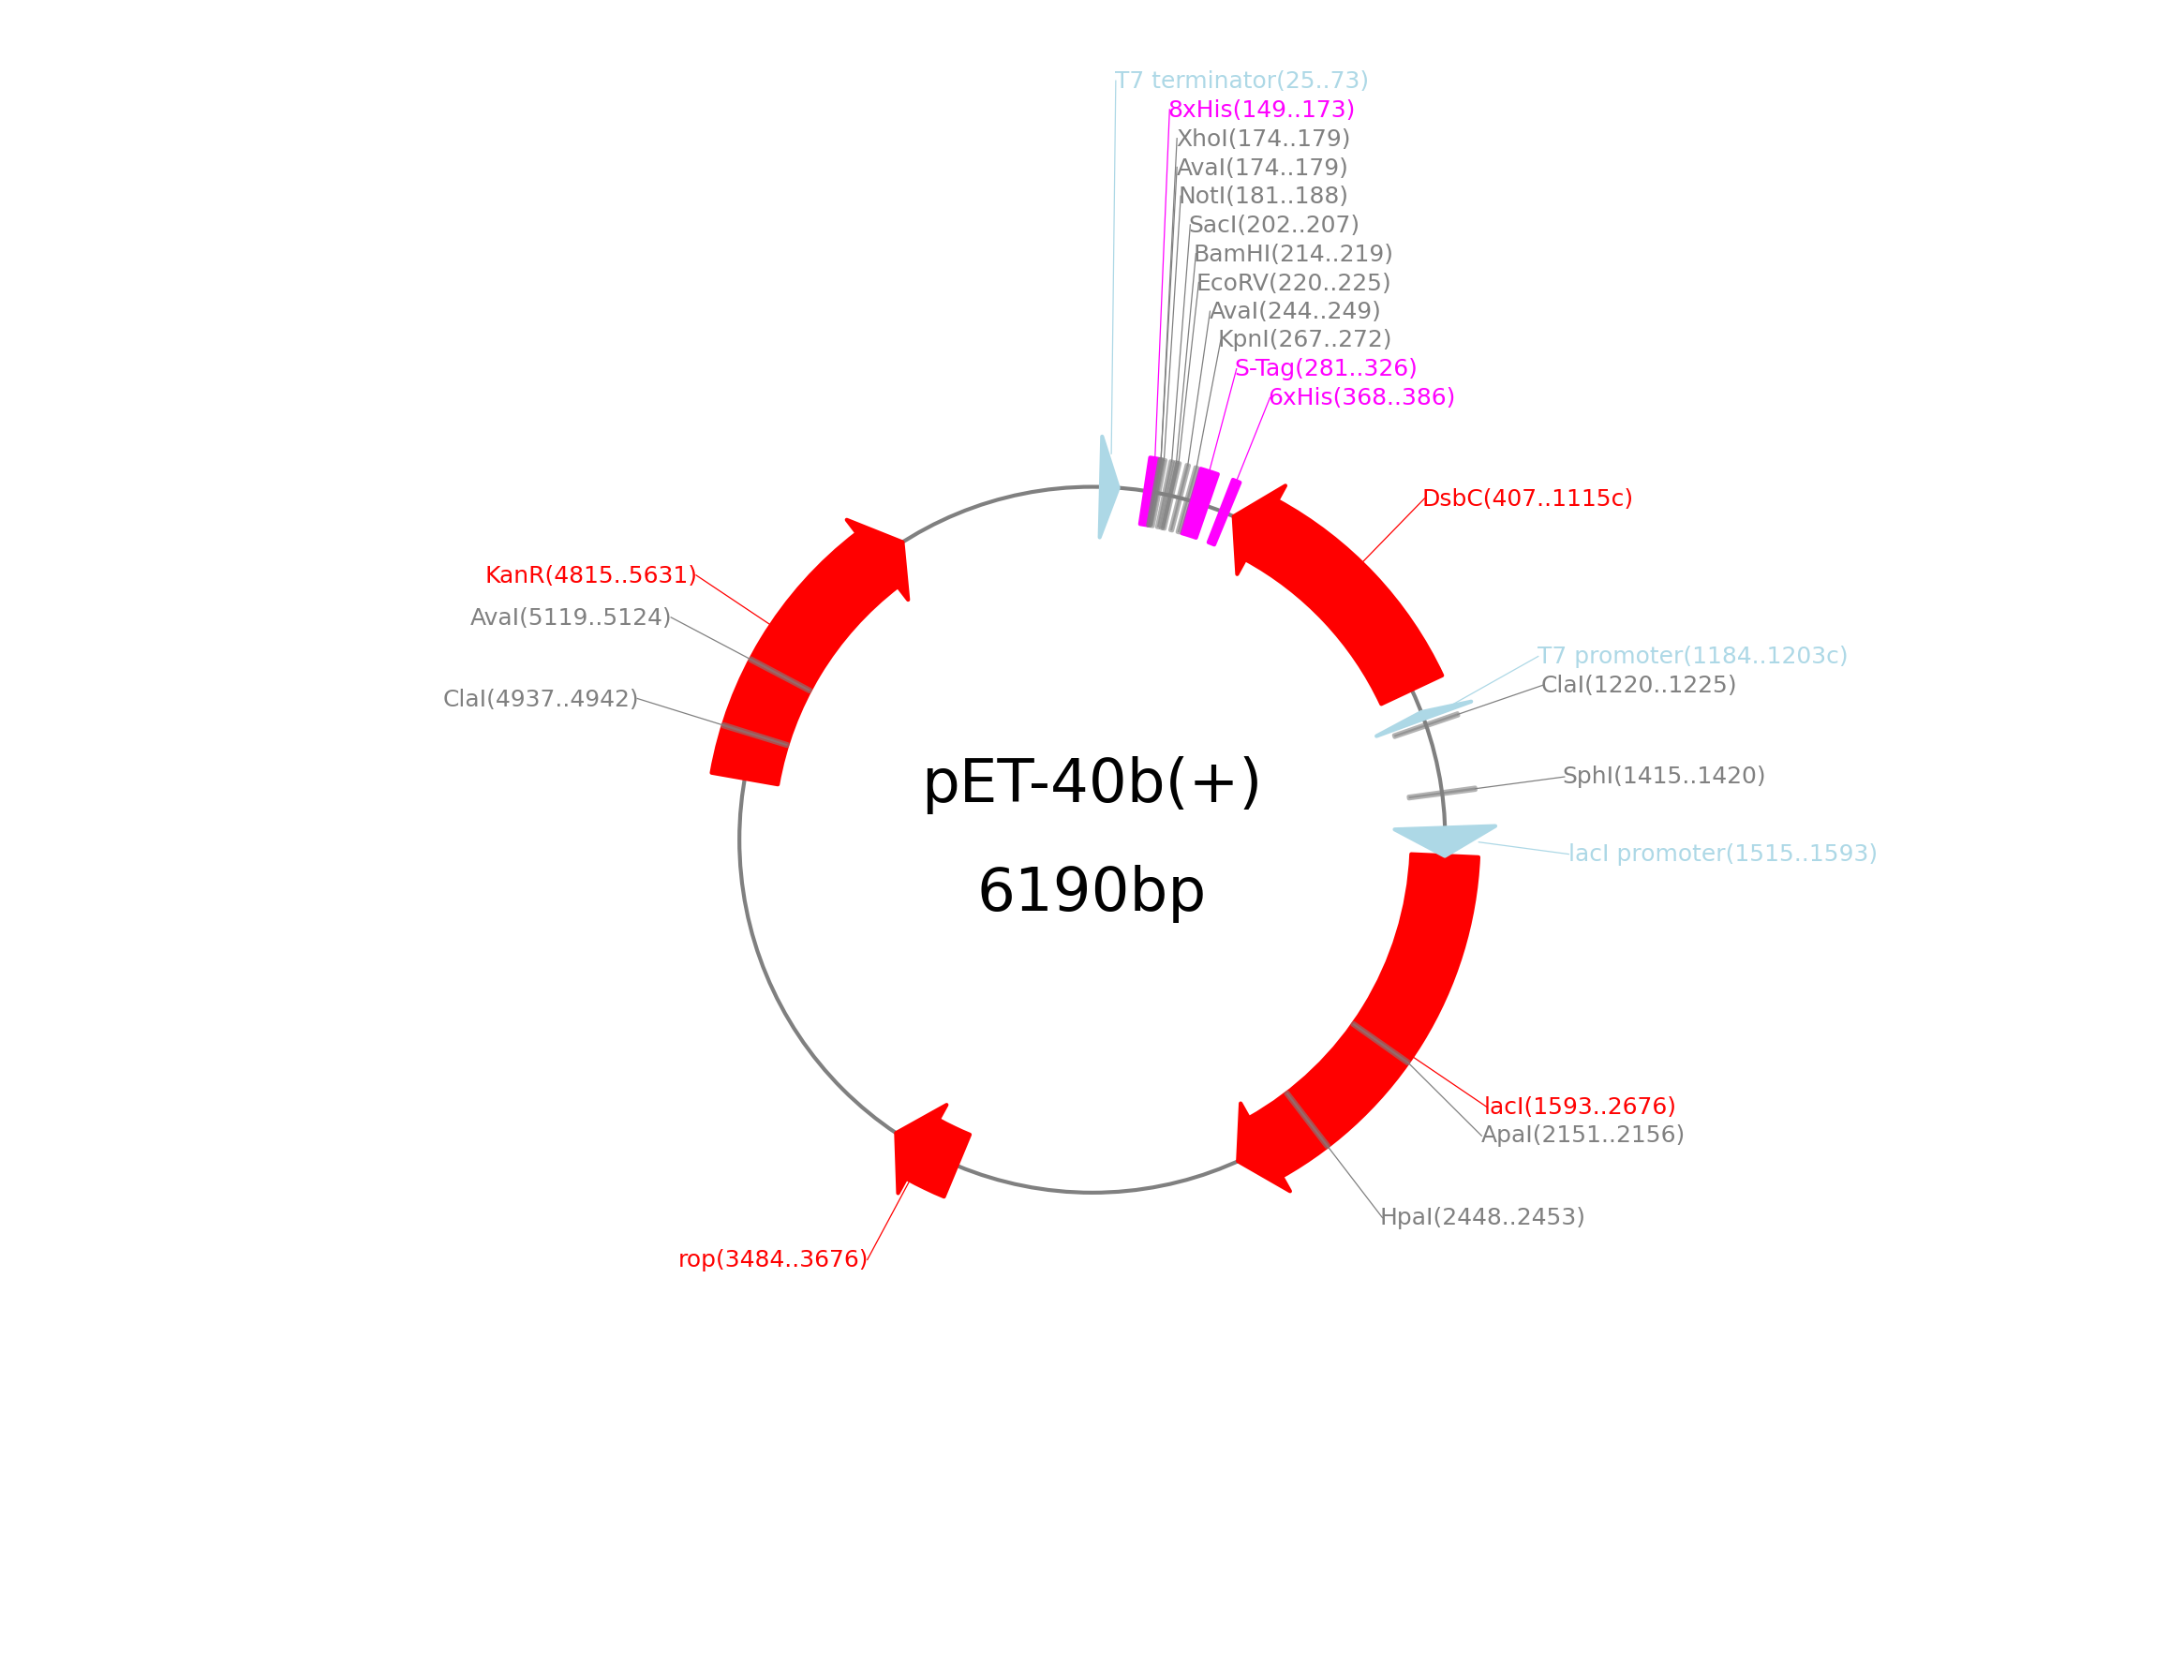 T7 terminator(25..73)
8xHis(149..173)
XhoI(174..179)
AvaI(174..179)
NotI(181..188)
SacI(202..207)
BamHI(214..219)
EcoRV(220..225)
AvaI(244..249)
KpnI(267..272)
S-Tag(281..326)
6xHis(368..386)
DsbC(407..1115c)
KanR(4815..5631)
AvaI(5119..5124)
T7 promoter(1184..1203c)
ClaI(1220..1225)
ClaI(4937..4942)
SphI(1415..1420)
pET-40b(+)
lacI promoter(1515..1593)
6190bp
lacI(1593..2676)
ApaI(2151..2156)
HpaI(2448..2453)
rop(3484..3676)